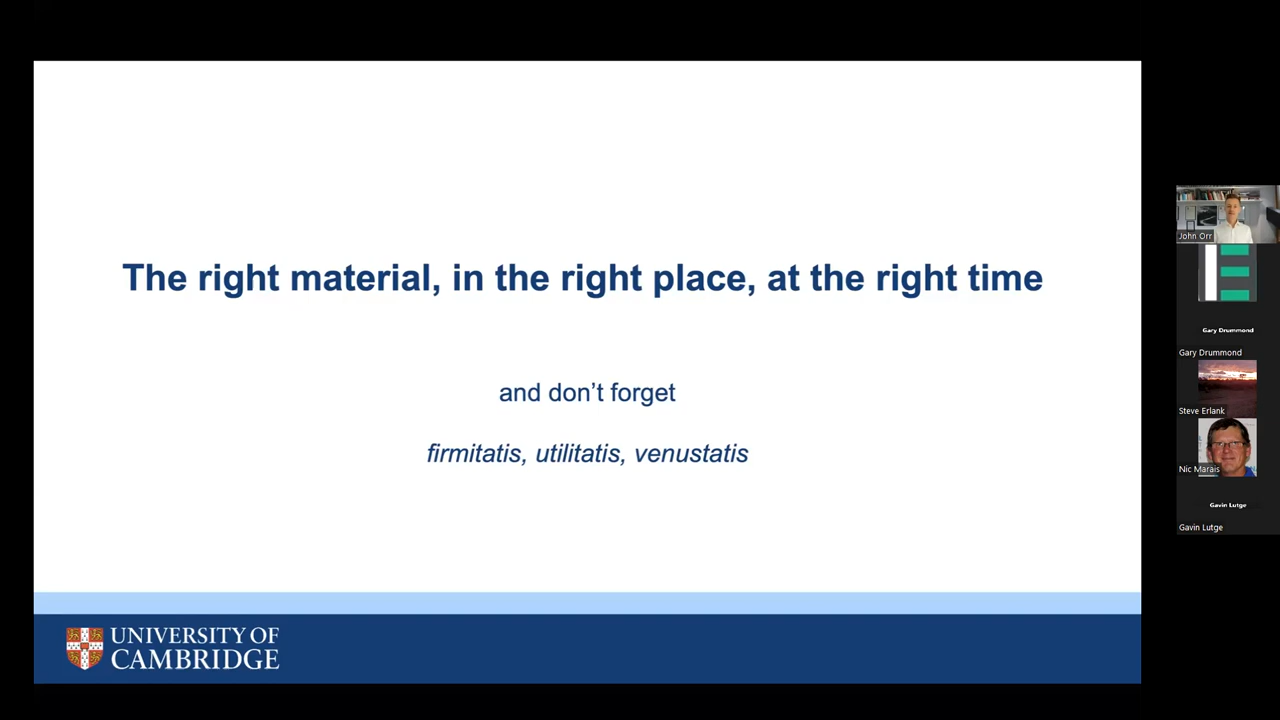 The right material, in the right place, at the right time
and don’t forget
firmitatis, utilitatis, venustatis
UNIVERSITY OF
CAMBRIDGE
John Orr
Gary Drummond
Gary Drummond
Steve Erlank
Nic Marais
Gavin Lutge
Gavin Lutge